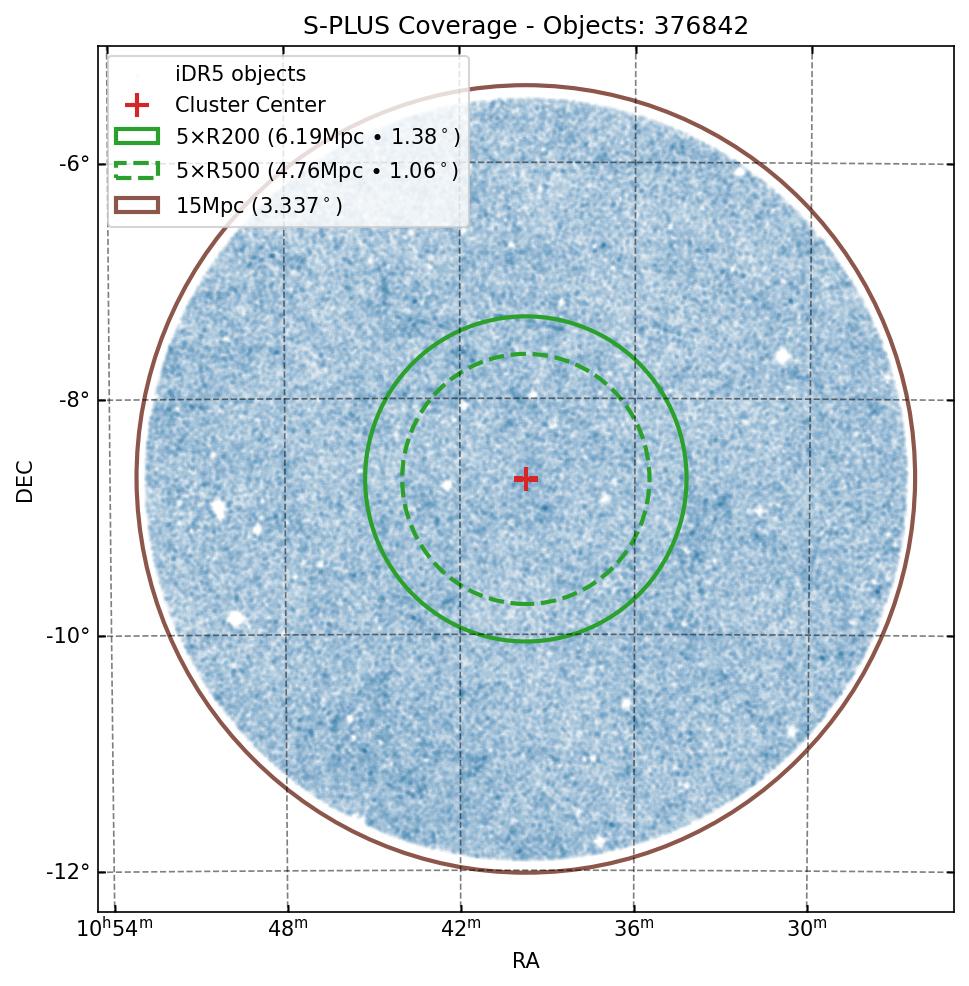 S-PLUS Coverage - Objects: 376842
iDR5 objects
Cluster Center
5×R200 (6.19Mpc • 1.38°)
5×R500 (4.76Mpc • 1.06°)
15Mpc (3.337°)
-6°
-8°
-10°
-12°
DEC
10ʰ54ᵐ 48ᵐ 42ᵐ 36ᵐ 30ᵐ
RA